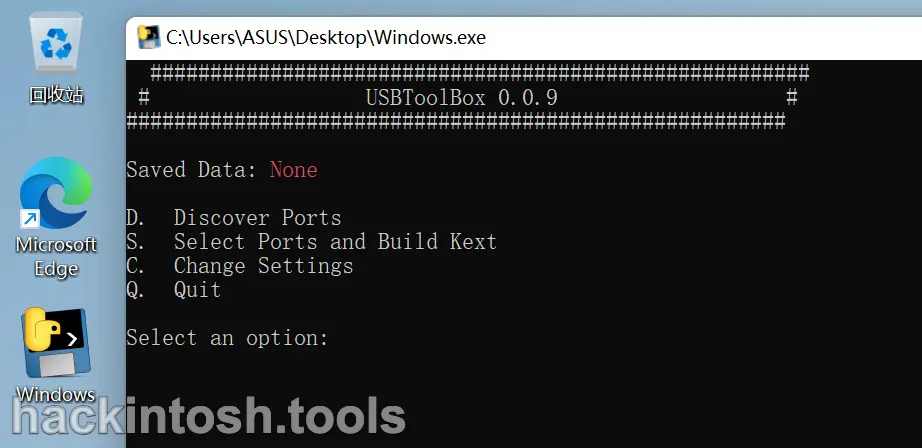 回收站
Microsoft
Edge
Windows
C:\Users\ASUS\Desktop\Windows.exe
#######################################################
# USBToolBox 0.0.9 #
#######################################################
Saved Data: None
D. Discover Ports
S. Select Ports and Build Kext
C. Change Settings
Q. Quit
Select an option:
hackintosh.tools